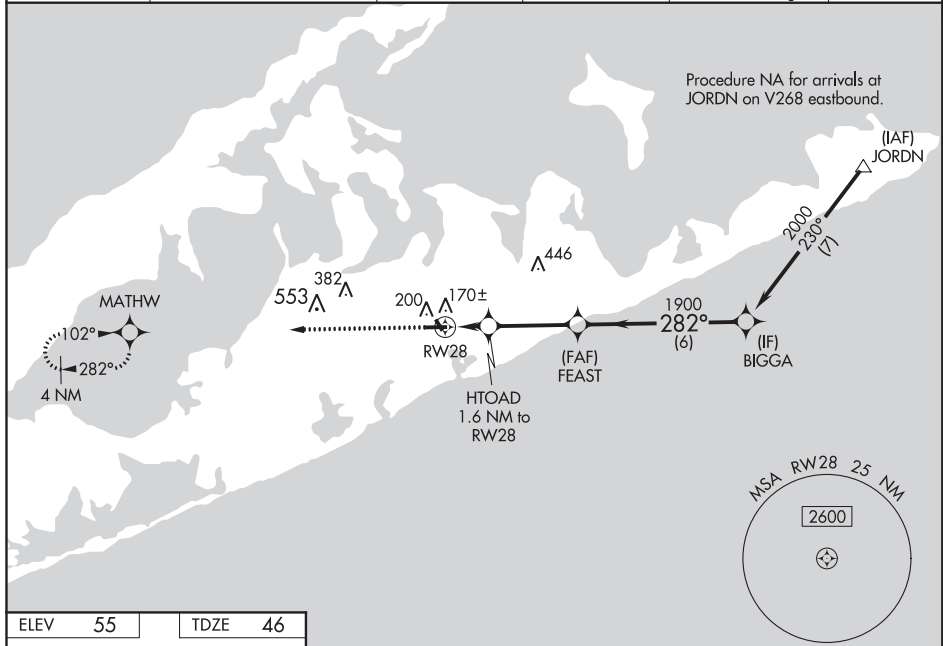 Procedure NA for arrivals at
JORDN on V268 eastbound.
(IAF)
JORDN
2000
230°
(7)
446
382
553
200
170±
MATHW
102°
282°
4 NM
RW28
1900
282°
(6)
(FAF)
FEAST
(IF)
BIGGA
HTOAD
1.6 NM to
RW28
MSA RW28 25 NM
2600
ELEV 55
TDZE 46